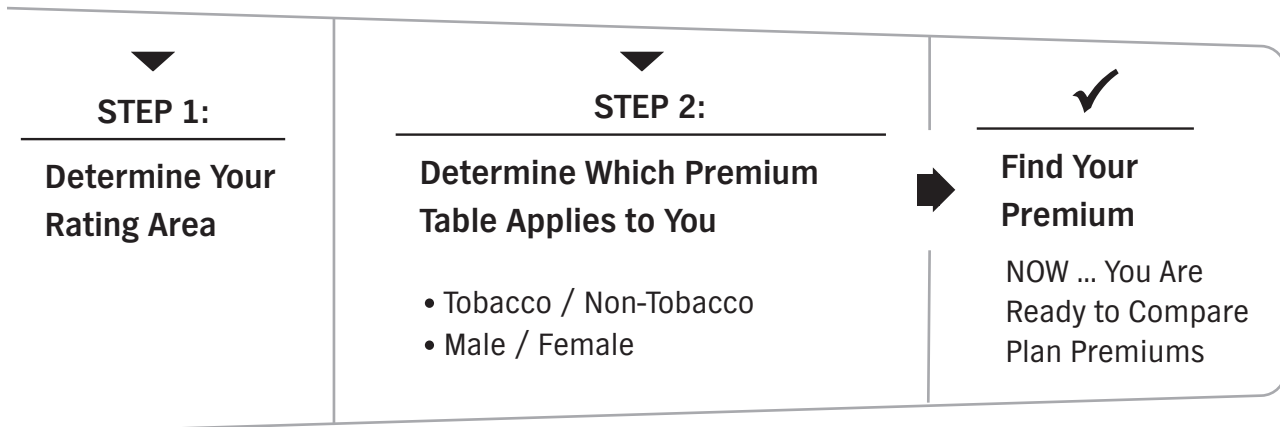 STEP 1:
Determine Your
Rating Area
STEP 2:
Determine Which Premium
Table Applies to You
• Tobacco / Non-Tobacco
• Male / Female
Find Your
Premium
NOW ... You Are
Ready to Compare
Plan Premiums